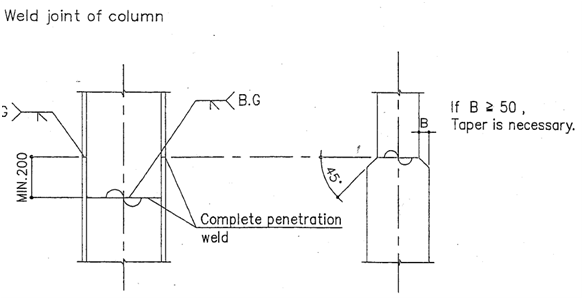 Weld joint of column
G
B.G
If B ≥ 50 ,
Taper is necessary.
B
MIN.200
45°
Complete penetration
weld